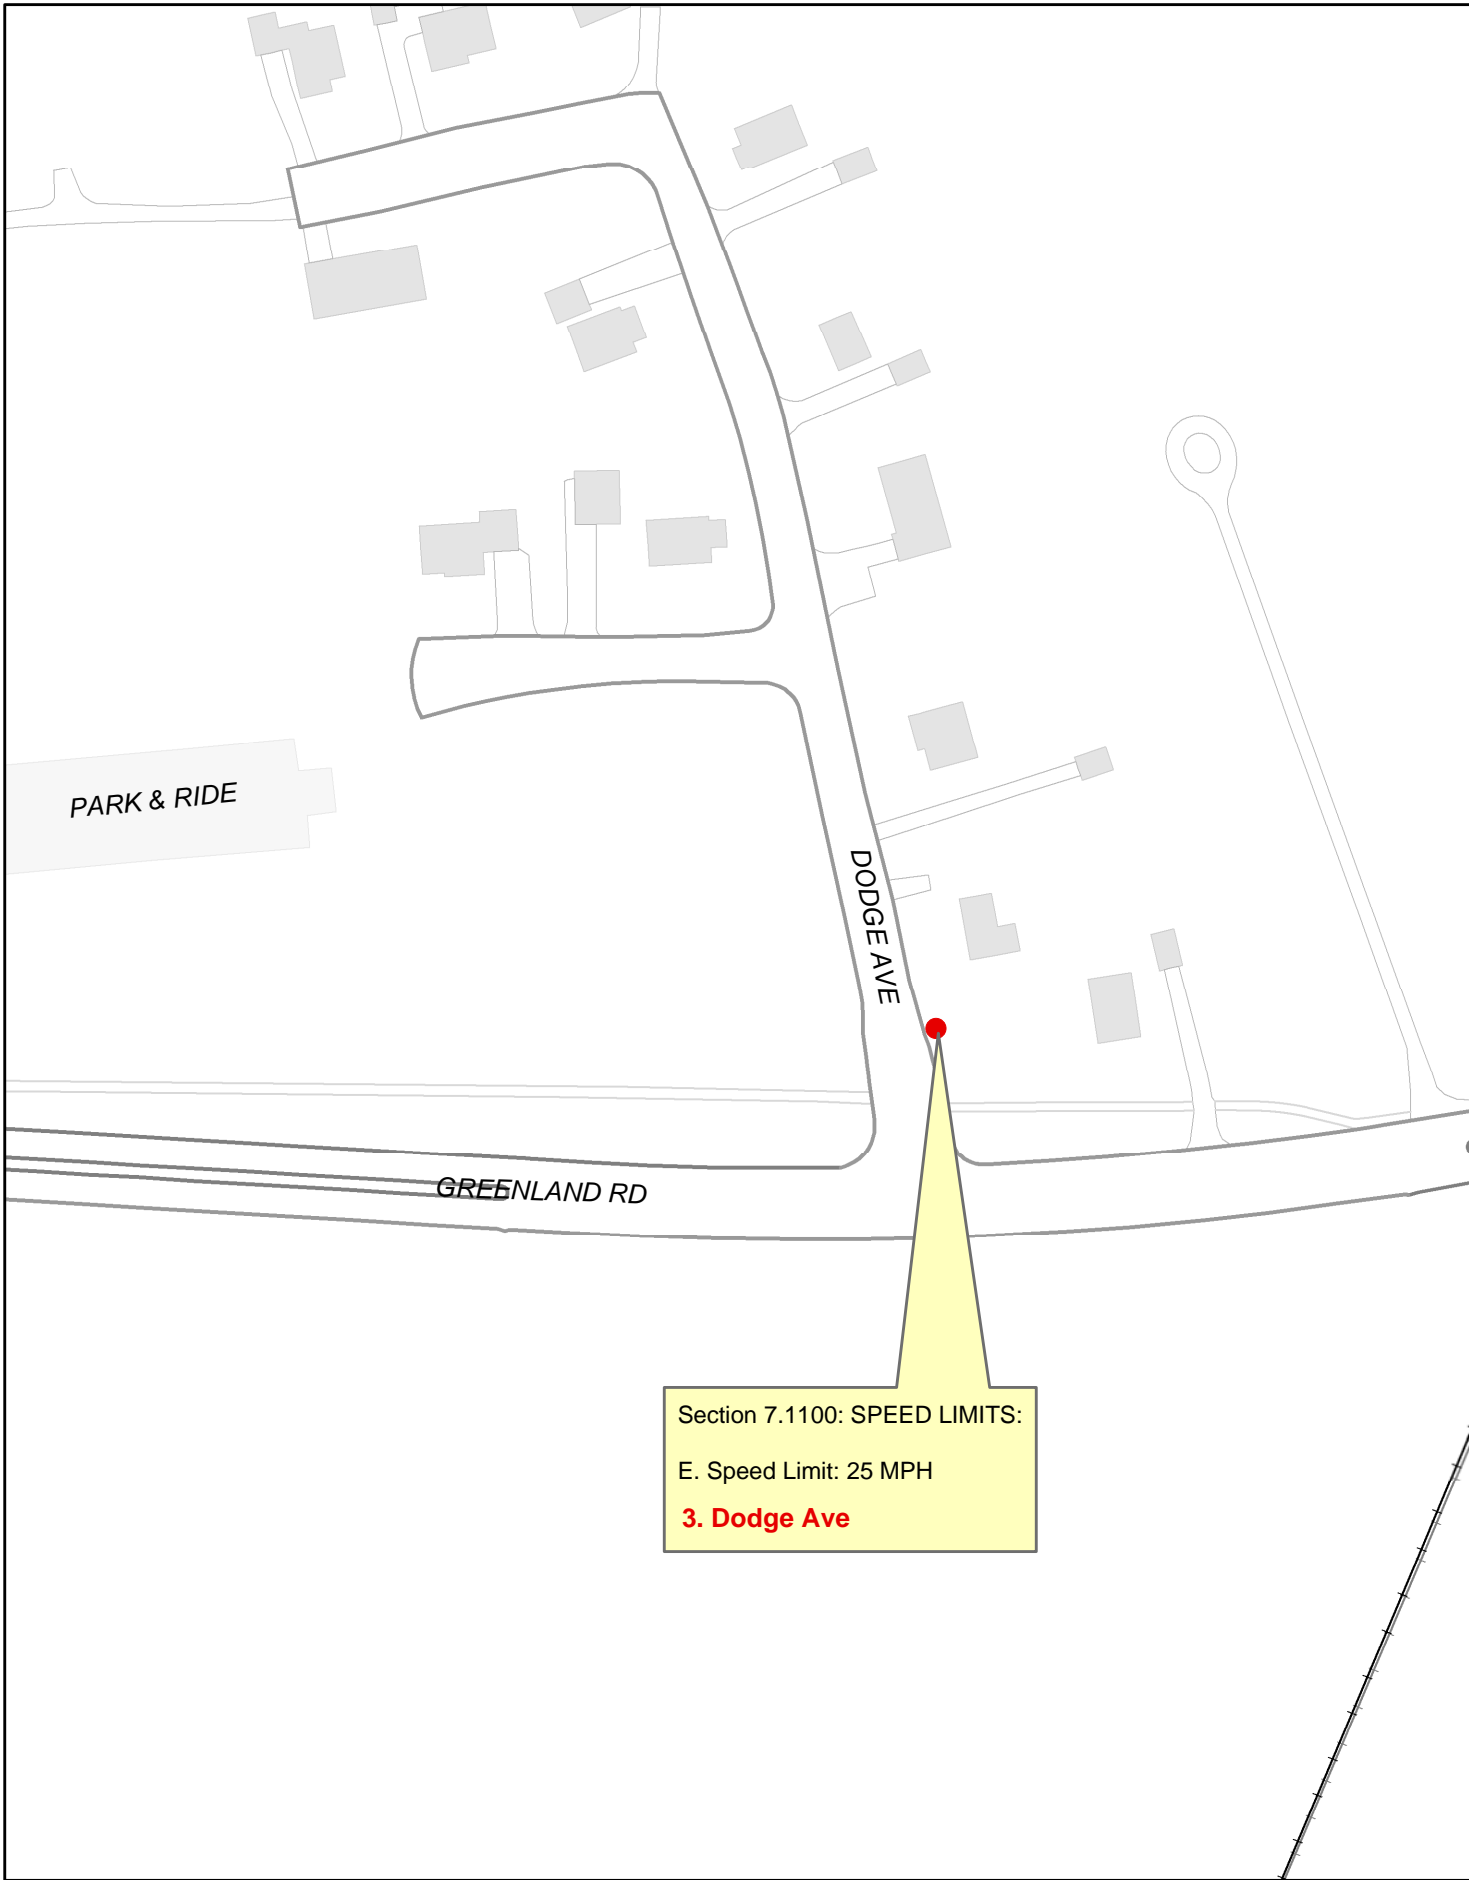 PARK & RIDE
DODGE AVE
GREENLAND RD
Section 7.1100: SPEED LIMITS:
E. Speed Limit: 25 MPH
3. Dodge Ave